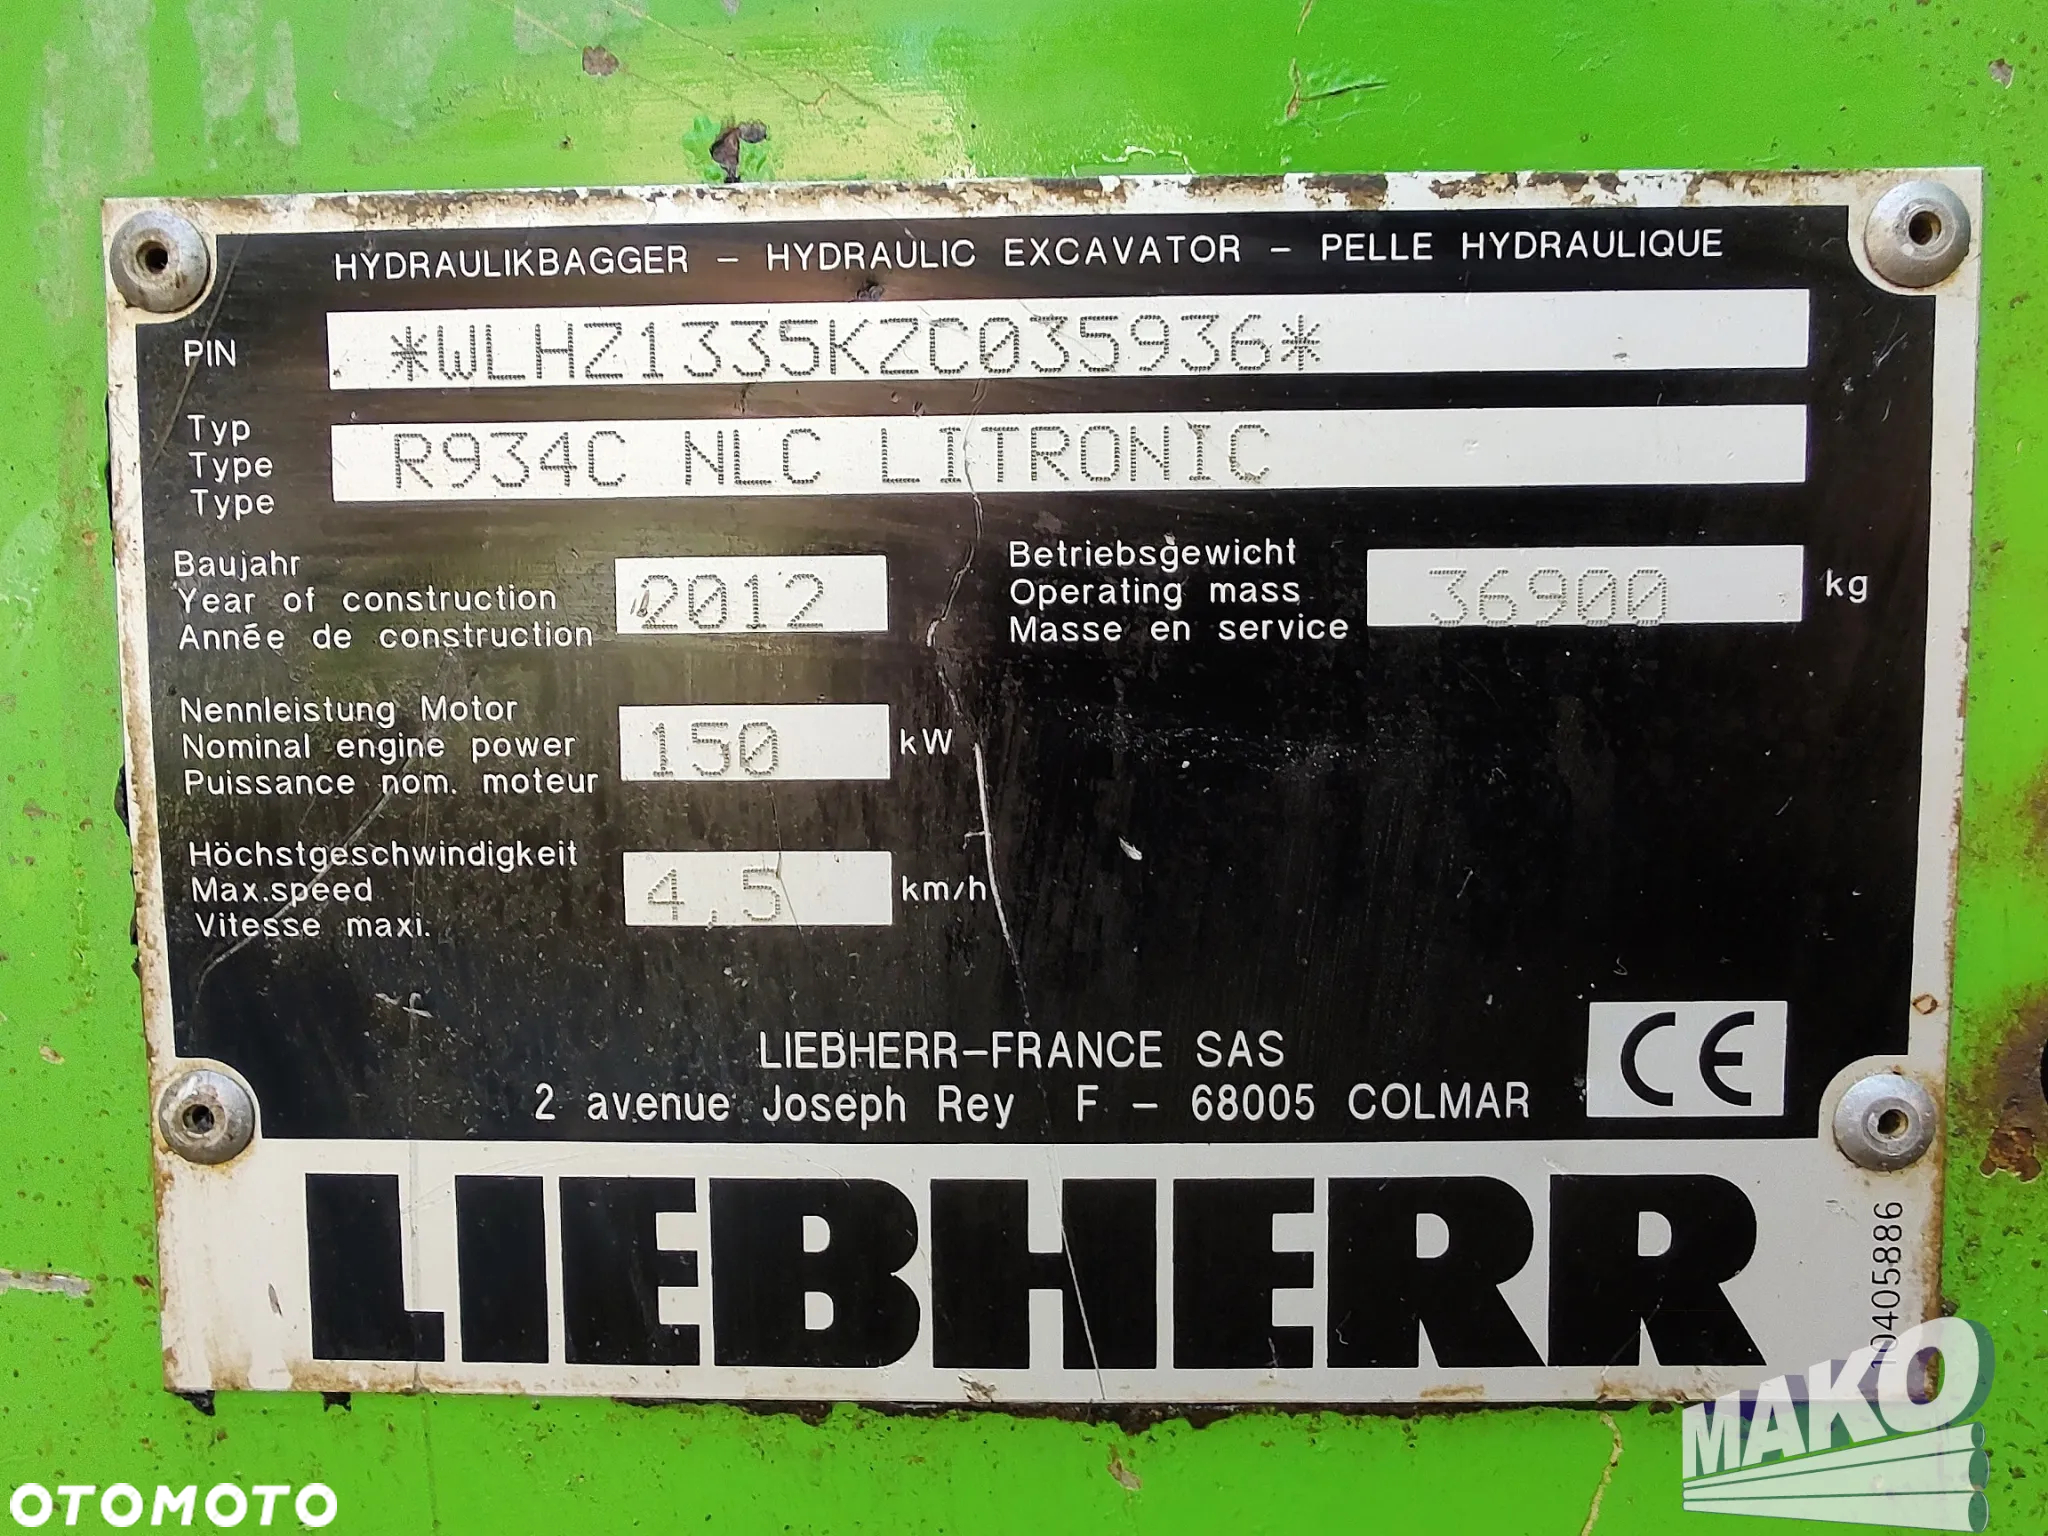 HYDRAULIKBAGGER – HYDRAULIC EXCAVATOR – PELLE HYDRAULIQUE
PIN *WLHZ1335KZC035936*
Typ
Type R934C NLC LITRONIC
Type
Baujahr
Year of construction 2012
Année de construction
Betriebsgewicht
Operating mass 36900 kg
Masse en service
Nennleistung Motor
Nominal engine power 150 kW
Puissance nom. moteur
Höchstgeschwindigkeit
Max.speed 4,5 km/h
Vitesse maxi.
LIEBHERR–FRANCE SAS
2 avenue Joseph Rey F – 68005 COLMAR
CE
LIEBHERR
10405886
MAKO
OTOMOTO